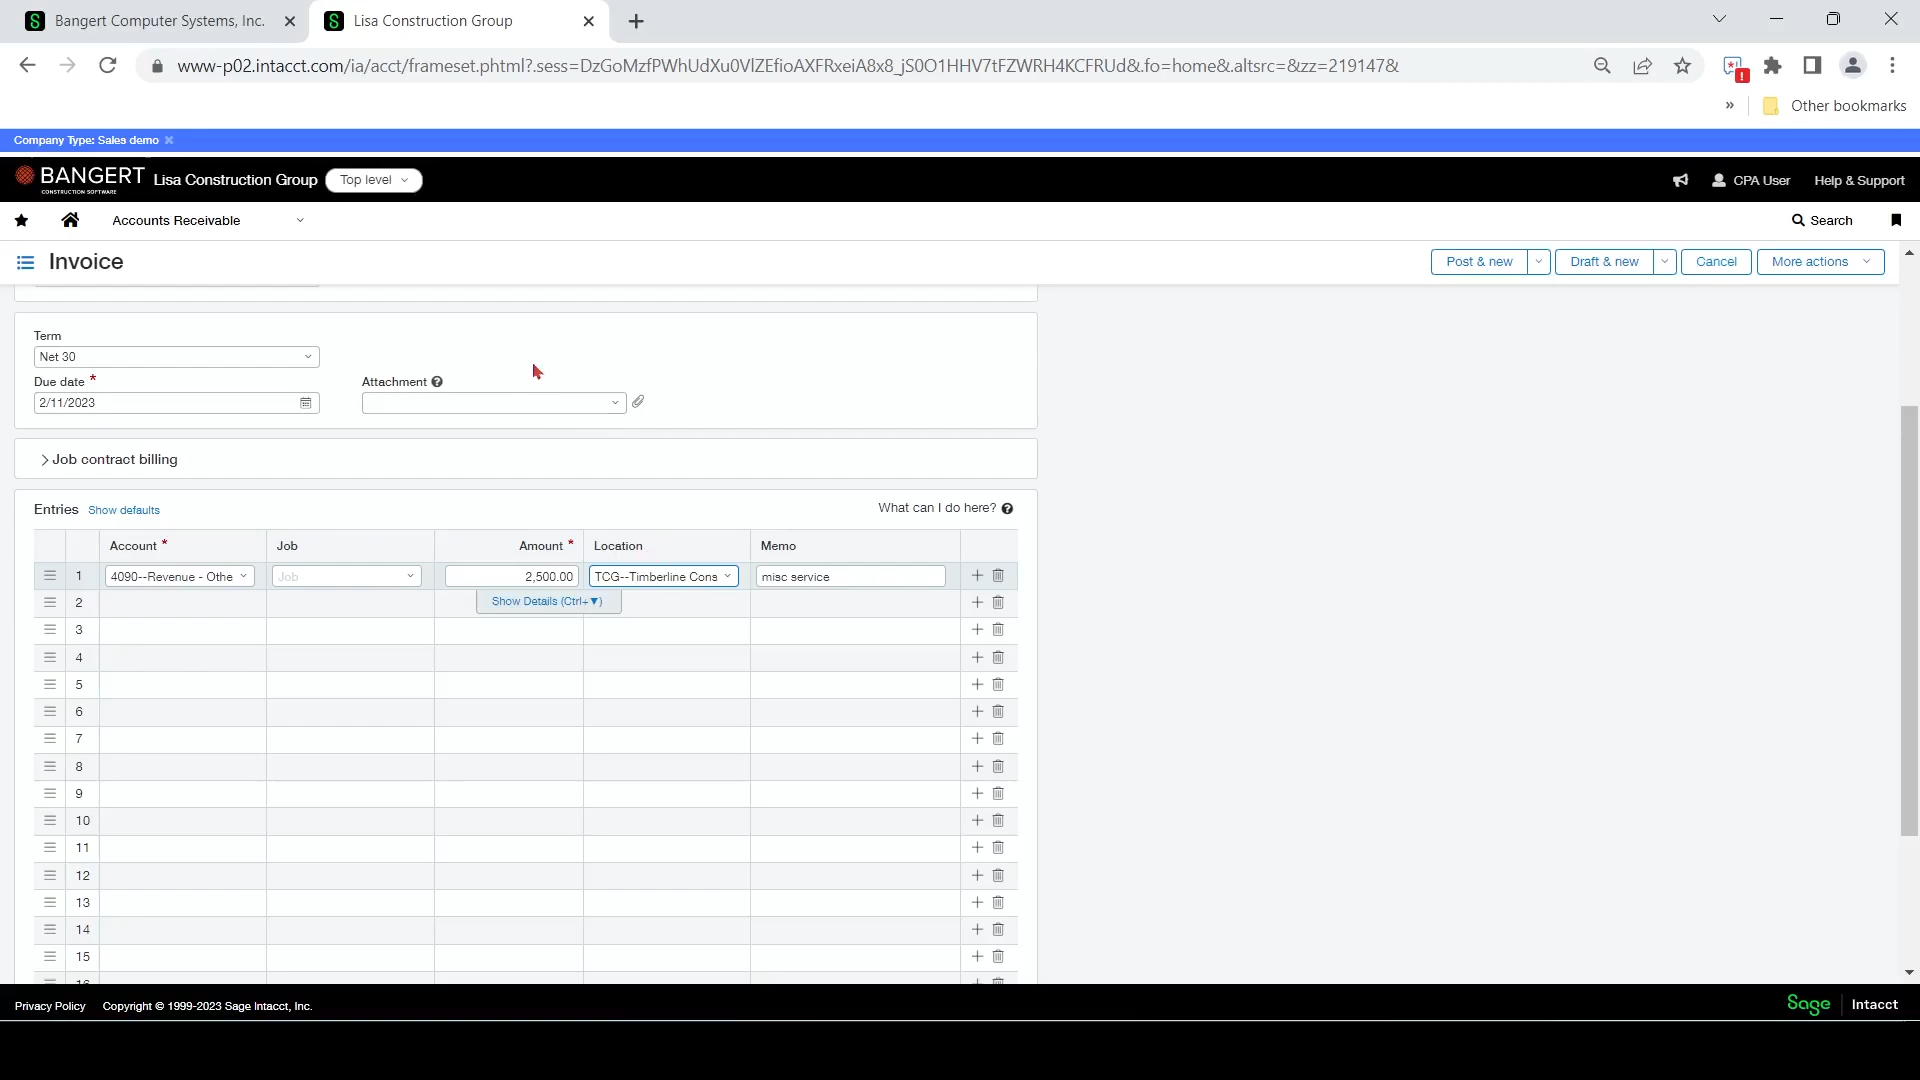 Bangert Computer Systems, Inc.
Lisa Construction Group
www-p02.intacct.com/ia/acct/frameset.phtml?.sess=DzGoMzfPWhUdXu0VlZEfioAXFRxeiA8x8_jS0O1HHV7tFZWRH4KCFRUd&.fo=home&.altsrc=&zz=219147&
» Other bookmarks
Company Type: Sales demo
BANGERT Lisa Construction Group Top level CPA User Help & Support
CONSTRUCTION SOFTWARE
Accounts Receivable Search
Invoice Post & new Draft & new Cancel More actions
Term
Net 30
Due date * Attachment
2/11/2023
Job contract billing
Entries Show defaults What can I do here?
Account * Job Amount * Location Memo
1 4090--Revenue - Othe Job 2,500.00 TCG--Timberline Cons misc service
2 Show Details (Ctrl+▼)
3
4
5
6
7
8
9
10
11
12
13
14
15
16
Privacy Policy Copyright © 1999-2023 Sage Intacct, Inc. Sage Intacct